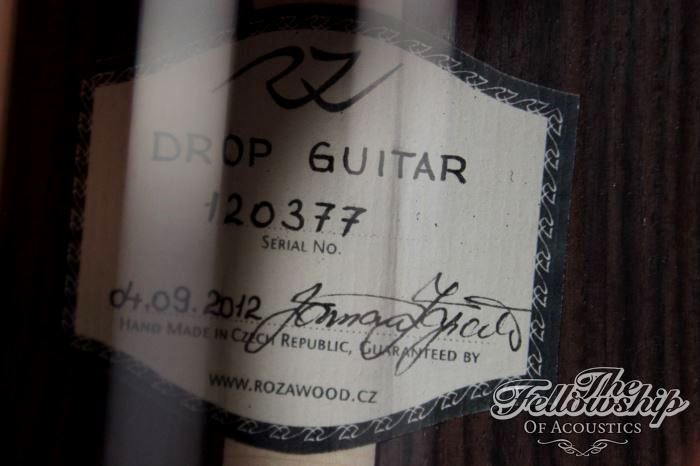 RZ
DROP GUITAR
120377
SERIAL No.
04.09.2012
HAND MADE IN CZECH REPUBLIC, GUARANTEED BY
WWW.ROZAWOOD.CZ
The
Fellowship
OF ACOUSTICS